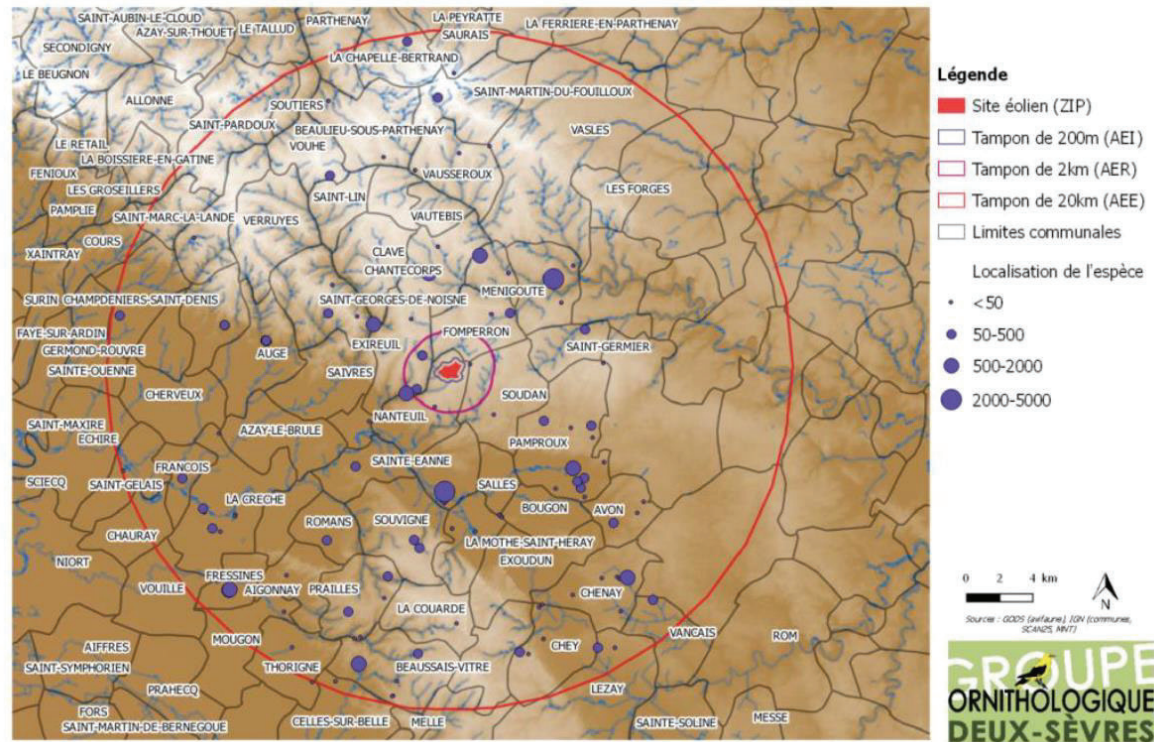 SAINT-AUBIN-LE-CLOUD
PARTHENAY
LA PEYRATTE
LA FERRIERE-EN-PARTHENAY
AZAY-SUR-THOUET
LE TALLUD
SAURAIS
SECONDIGNY
LA CHAPELLE-BERTRAND
LE BEUGNON
ALLONNE
SOUTIERS
SAINT-MARTIN-DU-FOUILLOUX
SAINT-PARDOUX
BEAULIEU-SOUS-PARTHENAY
VASLES
LE RETAIL
VOUHE
LA BOISSIERE-EN-GATINE
FENIOUX
VAUSSEROUX
LES GROSEILLERS
SAINT-LIN
LES FORGES
PAMPLIE
SAINT-MARC-LA-LANDE
VERRUYES
VAUTEBIS
COURS
XAINTRAY
CLAVE
CHANTECORPS
SURIN
CHAMPDENIERS-SAINT-DENIS
SAINT-GEORGES-DE-NOISNE
MENIGOUTE
FAYE-SUR-ARDIN
FOMPERRON
GERMOND-ROUVRE
AUGE
EXIREUIL
SAINT-GERMIER
SAINTE-OUENNE
SAIVRES
CHERVEUX
SOUDAN
SAINT-MAXIRE
NANTEUIL
ECHIRE
AZAY-LE-BRULE
PAMPROUX
FRANCOIS
SAINTE-EANNE
SCIECQ
SAINT-GELAIS
SALLES
LA CRECHE
BOUGON
AVON
CHAURAY
ROMANS
SOUVIGNE
LA MOTHE-SAINT-HERAY
NIORT
EXOUDUN
VOUILLE
FRESSINES
AIGONNAY
PRAILLES
CHENAY
LA COUARDE
AIFFRES
MOUGON
VANCAIS
ROM
SAINT-SYMPHORIEN
THORIGNE
BEAUSSAIS-VITRE
CHEY
PRAHECQ
LEZAY
FORS
CELLES-SUR-BELLE
MELLE
SAINTE-SOLINE
MESSE
SAINT-MARTIN-DE-BERNEGOUE
Légende
Site éolien (ZIP)
Tampon de 200m (AEI)
Tampon de 2km (AER)
Tampon de 20km (AEE)
Limites communales
Localisation de l'espèce
<50
50-500
500-2000
2000-5000
0 2 4 km
N
Sources : GODS (avifaune), IGN (communes,
SCAN25, MNT)
GROUPE
ORNITHOLOGIQUE
DEUX-SÈVRES